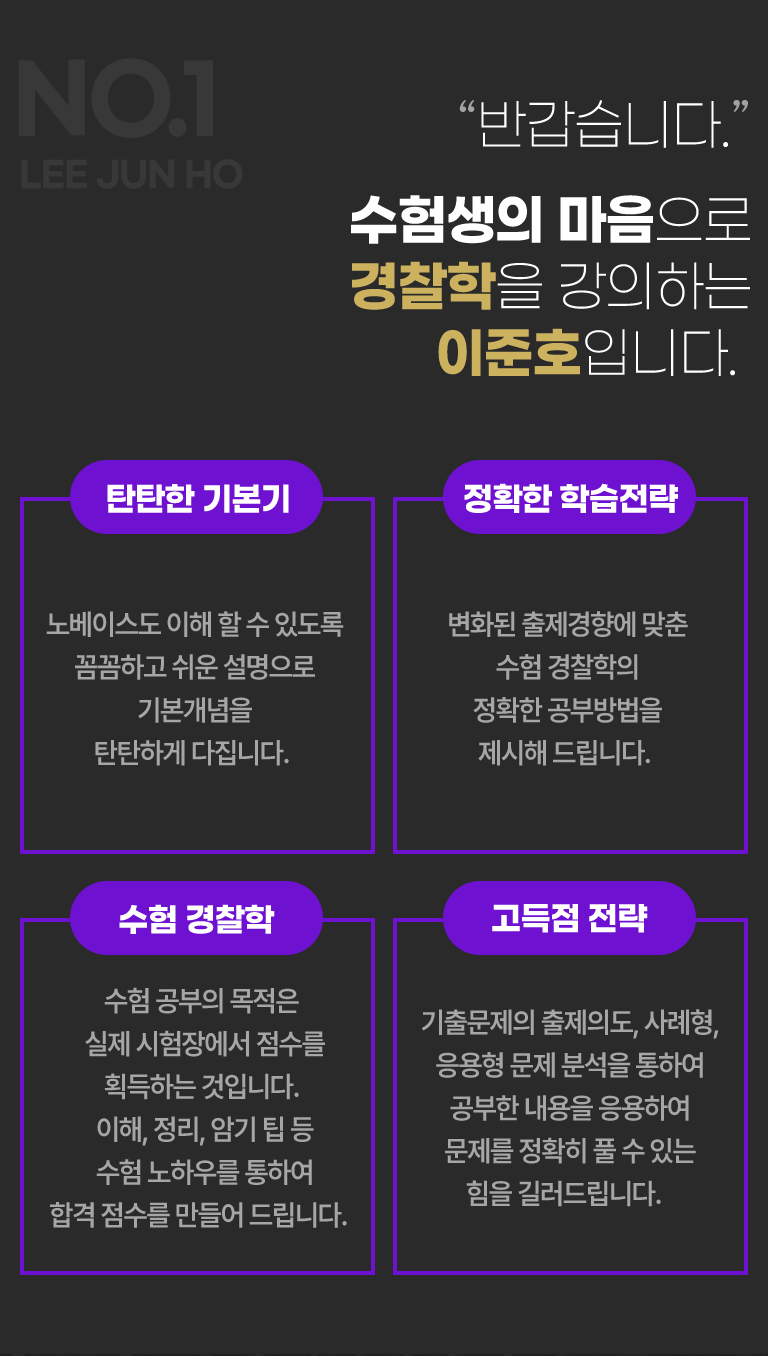 NO.1
LEE JUN HO
“반갑습니다.”
수험생의 마음으로
경찰학을 강의하는
이준호입니다.
탄탄한 기본기
노베이스도 이해 할 수 있도록
꼼꼼하고 쉬운 설명으로
기본개념을
탄탄하게 다집니다.
정확한 학습전략
변화된 출제경향에 맞춘
수험 경찰학의
정확한 공부방법을
제시해 드립니다.
수험 경찰학
수험 공부의 목적은
실제 시험장에서 점수를
획득하는 것입니다.
이해, 정리, 암기 팁 등
수험 노하우를 통하여
합격 점수를 만들어 드립니다.
고득점 전략
기출문제의 출제의도, 사례형,
응용형 문제 분석을 통하여
공부한 내용을 응용하여
문제를 정확히 풀 수 있는
힘을 길러드립니다.